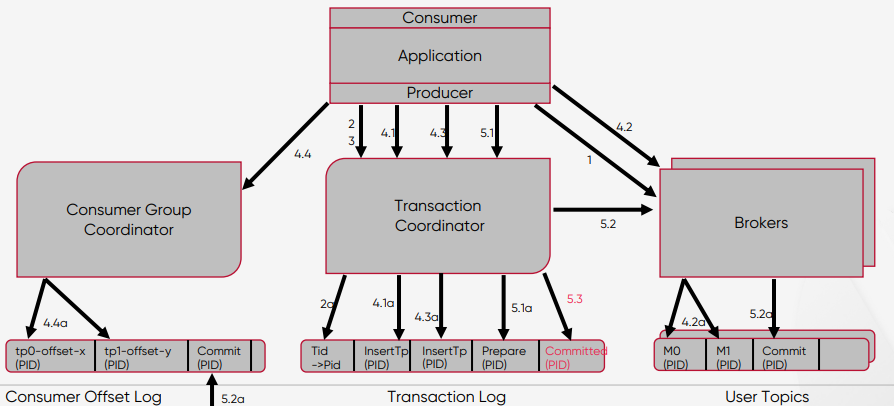 Consumer
Application
Producer
2
3
4.1
4.3
5.1
4.2
1
4.4
Consumer Group
Coordinator
Transaction
Coordinator
Brokers
5.2
4.4a
2a
4.1a
4.3a
5.1a
5.3
4.2a
5.2a
tp0-offset-x
(PID)
tp1-offset-y
(PID)
Commit
(PID)
Tid
->Pid
InsertTp
(PID)
InsertTp
(PID)
Prepare
(PID)
Committed
(PID)
M0
(PID)
M1
(PID)
Commit
(PID)
Consumer Offset Log
5.2a
Transaction Log
User Topics